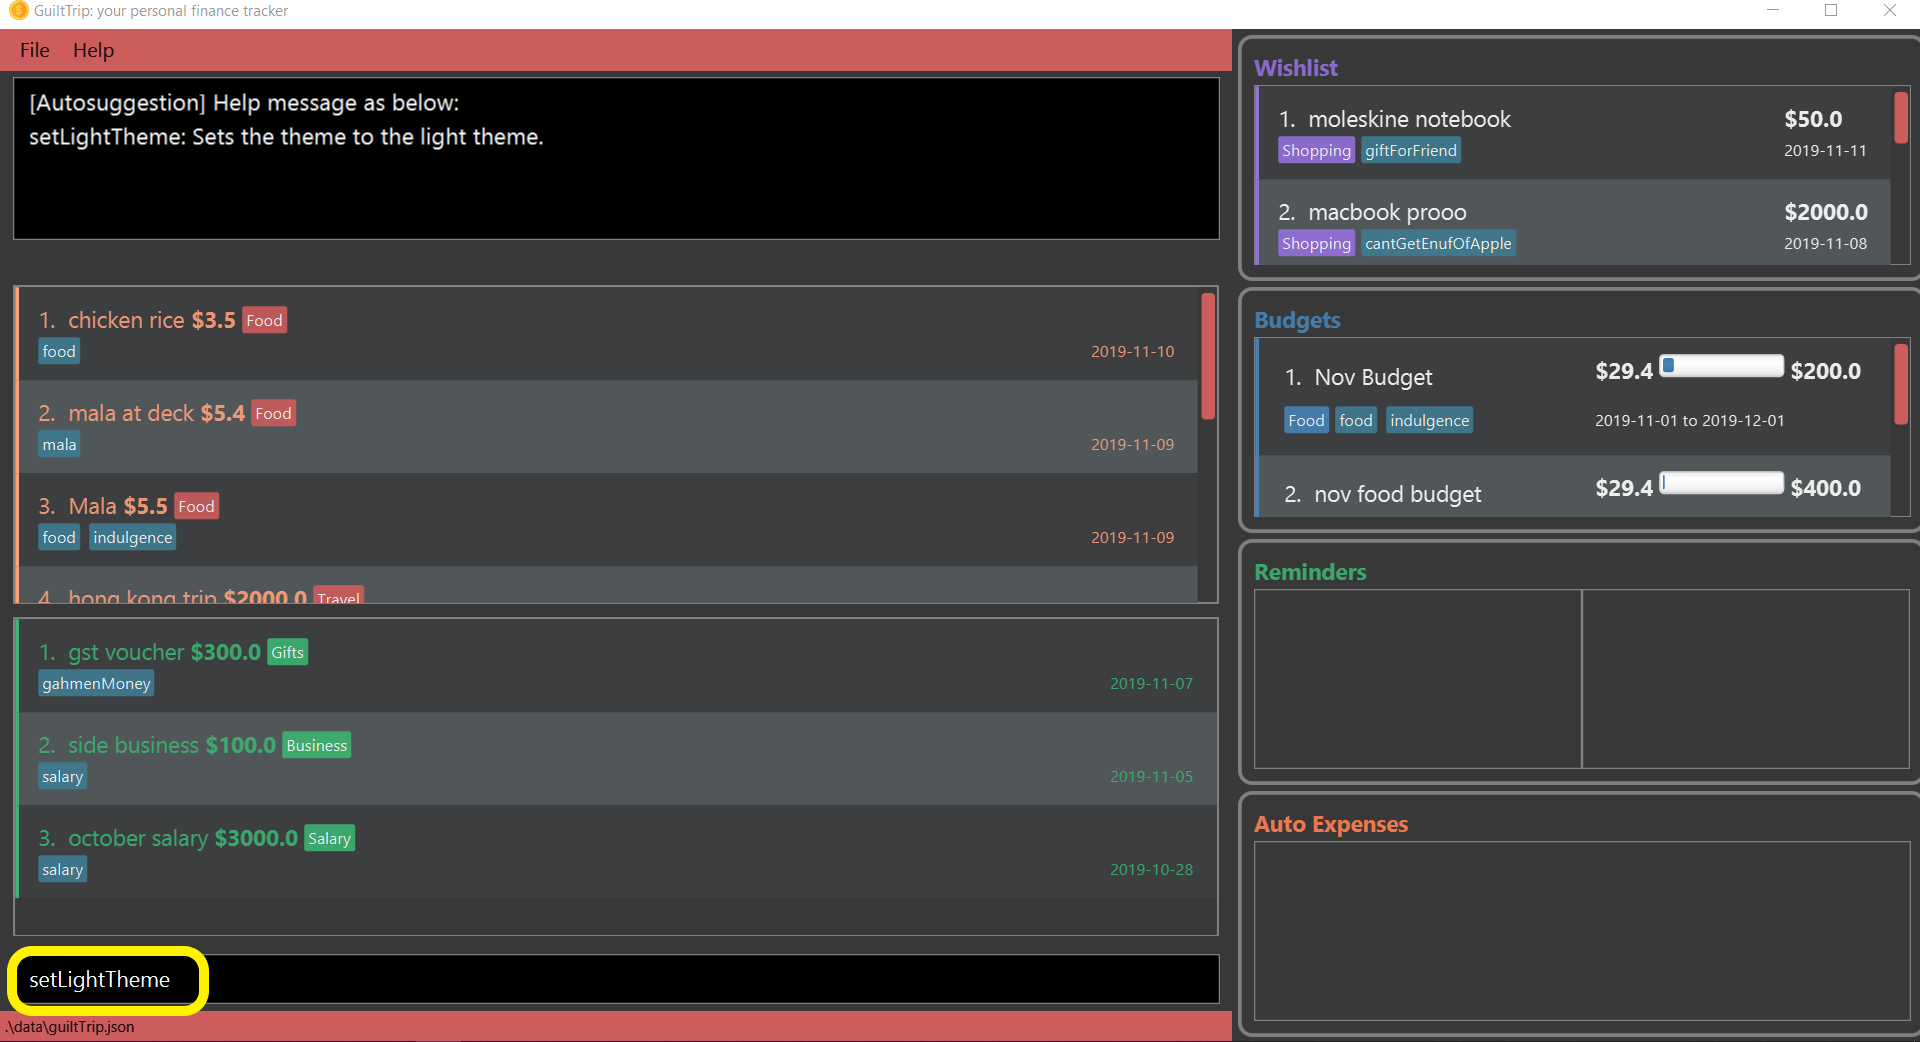 GuiltTrip: your personal finance tracker
File Help
[Autosuggestion] Help message as below:
setLightTheme: Sets the theme to the light theme.
1. chicken rice $3.5 Food
food 2019-11-10
2. mala at deck $5.4 Food
mala 2019-11-09
3. Mala $5.5 Food
food indulgence 2019-11-09
4. hong kong trip $2000.0 Travel
1. gst voucher $300.0 Gifts
gahmenMoney 2019-11-07
2. side business $100.0 Business
salary 2019-11-05
3. october salary $3000.0 Salary
salary 2019-10-28
setLightTheme
.\data\guiltTrip.json
Wishlist
1. moleskine notebook $50.0
Shopping giftForFriend 2019-11-11
2. macbook prooo $2000.0
Shopping cantGetEnufOfApple 2019-11-08
Budgets
1. Nov Budget $29.4 $200.0
Food food indulgence 2019-11-01 to 2019-12-01
2. nov food budget $29.4 $400.0
Reminders
Auto Expenses